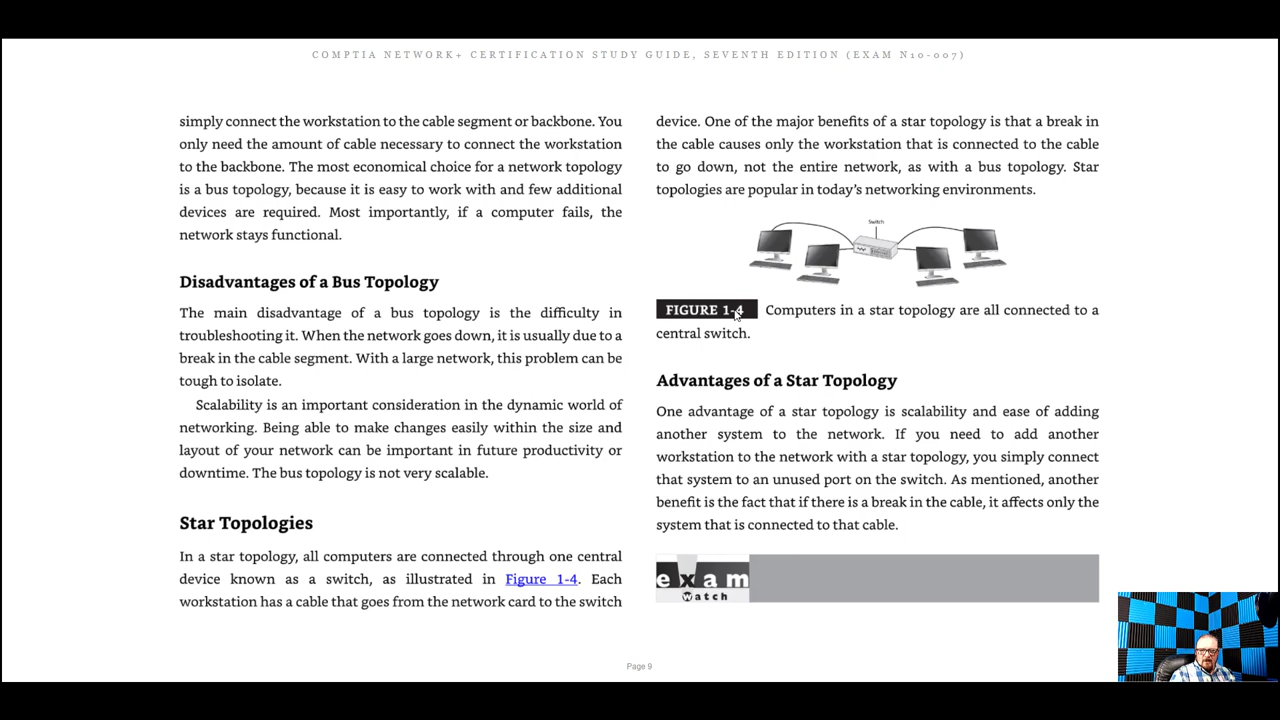 COMPTIA NETWORK+ CERTIFICATION STUDY GUIDE, SEVENTH EDITION (EXAM N10-007)
simply connect the workstation to the cable segment or backbone. You
only need the amount of cable necessary to connect the workstation
to the backbone. The most economical choice for a network topology
is a bus topology, because it is easy to work with and few additional
devices are required. Most importantly, if a computer fails, the
network stays functional.
Disadvantages of a Bus Topology
The main disadvantage of a bus topology is the difficulty in
troubleshooting it. When the network goes down, it is usually due to a
break in the cable segment. With a large network, this problem can be
tough to isolate.
Scalability is an important consideration in the dynamic world of
networking. Being able to make changes easily within the size and
layout of your network can be important in future productivity or
downtime. The bus topology is not very scalable.
Star Topologies
In a star topology, all computers are connected through one central
device known as a switch, as illustrated in Figure 1-4. Each
workstation has a cable that goes from the network card to the switch
device. One of the major benefits of a star topology is that a break in
the cable causes only the workstation that is connected to the cable
to go down, not the entire network, as with a bus topology. Star
topologies are popular in today's networking environments.
Switch
FIGURE 1-4 Computers in a star topology are all connected to a
central switch.
Advantages of a Star Topology
One advantage of a star topology is scalability and ease of adding
another system to the network. If you need to add another
workstation to the network with a star topology, you simply connect
that system to an unused port on the switch. As mentioned, another
benefit is the fact that if there is a break in the cable, it affects only the
system that is connected to that cable.
exam
watch
Page 9